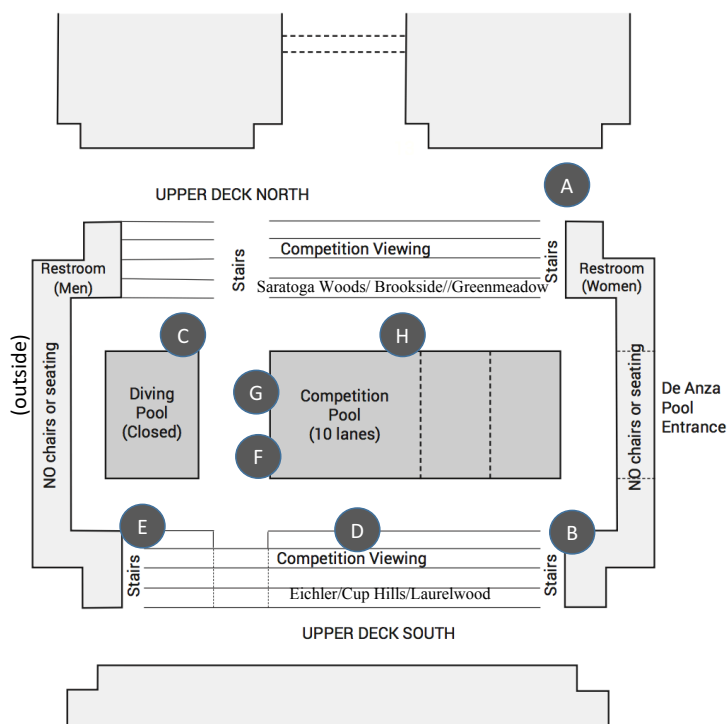 A
UPPER DECK NORTH
Stairs
Competition Viewing
Stairs
Restroom
(Men)
Restroom
(Women)
Saratoga Woods/ Brookside//Greenmeadow
C
H
(outside)
NO chairs or seating
Diving
Pool
(Closed)
G
F
Competition
Pool
(10 lanes)
NO chairs or seating
De Anza
Pool
Entrance
E
D
B
Stairs
Competition Viewing
Stairs
Eichler/Cup Hills/Laurelwood
UPPER DECK SOUTH